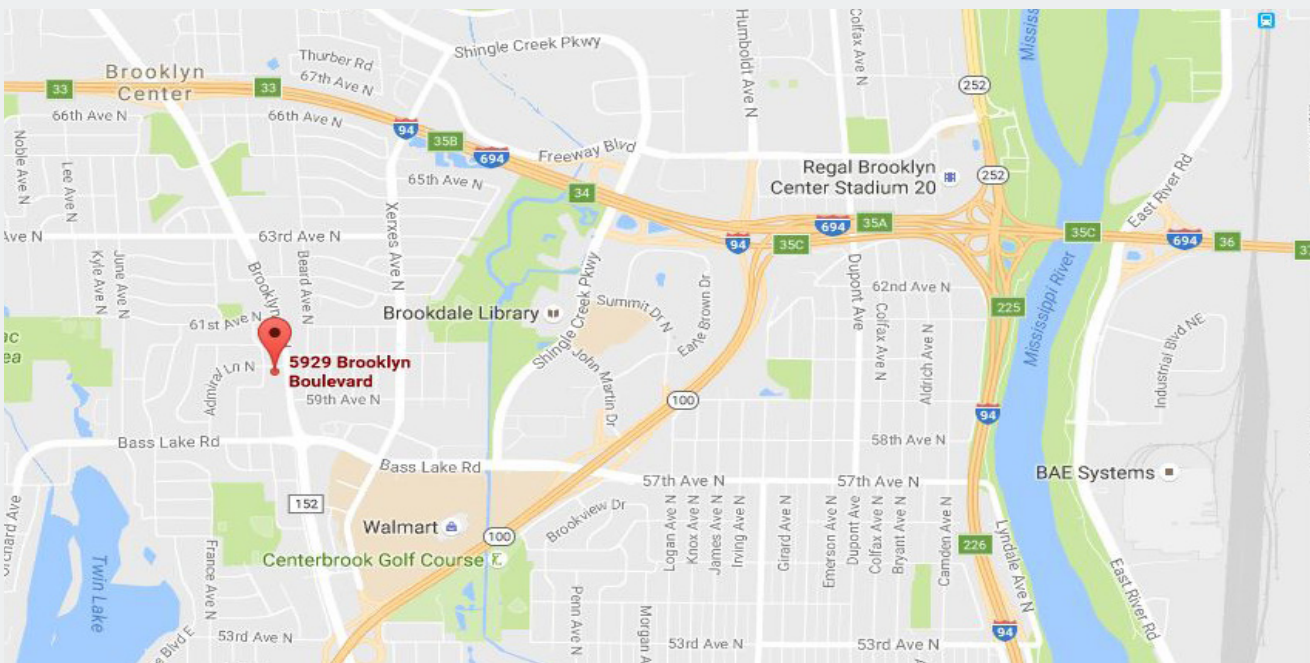 Shingle Creek Pkwy
Humboldt Ave N
Colfax Ave N
Thurber Rd
67th Ave N
Brooklyn
Center
33
33
252
66th Ave N
66th Ave N
94
35B
694
Freeway Blvd
Noble Ave N
Lee Ave N
65th Ave N
34
Regal Brooklyn
Center Stadium 20
252
East River Rd
Xerxes Ave N
63rd Ave N
Ave N
694
35A
94
35C
35C
694
36
37
Kyle Ave N
June Ave N
Brooklyn
Beard Ave N
Shingle Creek Pkwy
Summit Dr N
Earle Brown Dr
Dupont Ave
62nd Ave N
Colfax Ave N
Aldrich Ave N
225
Mississippi River
Industrial Blvd NE
61st Ave N
Brookdale Library
John Martin Dr
5929 Brooklyn
Boulevard
Admiral Ln N
59th Ave N
100
94
58th Ave N
Bass Lake Rd
Bass Lake Rd
57th Ave N
57th Ave N
BAE Systems
152
Walmart
100
Brookview Dr
Logan Ave N
Knox Ave N
James Ave N
Irving Ave N
Girard Ave N
Emerson Ave N
Dupont Ave
Colfax Ave N
Bryant Ave N
Camden Ave N
226
Lyndale Ave N
Centerbrook Golf Course
Twin Lake
France Ave N
Penn Ave N
Morgan A
53rd Ave N
53rd Ave N
53rd Ave N
94
East River Rd
Blvd E